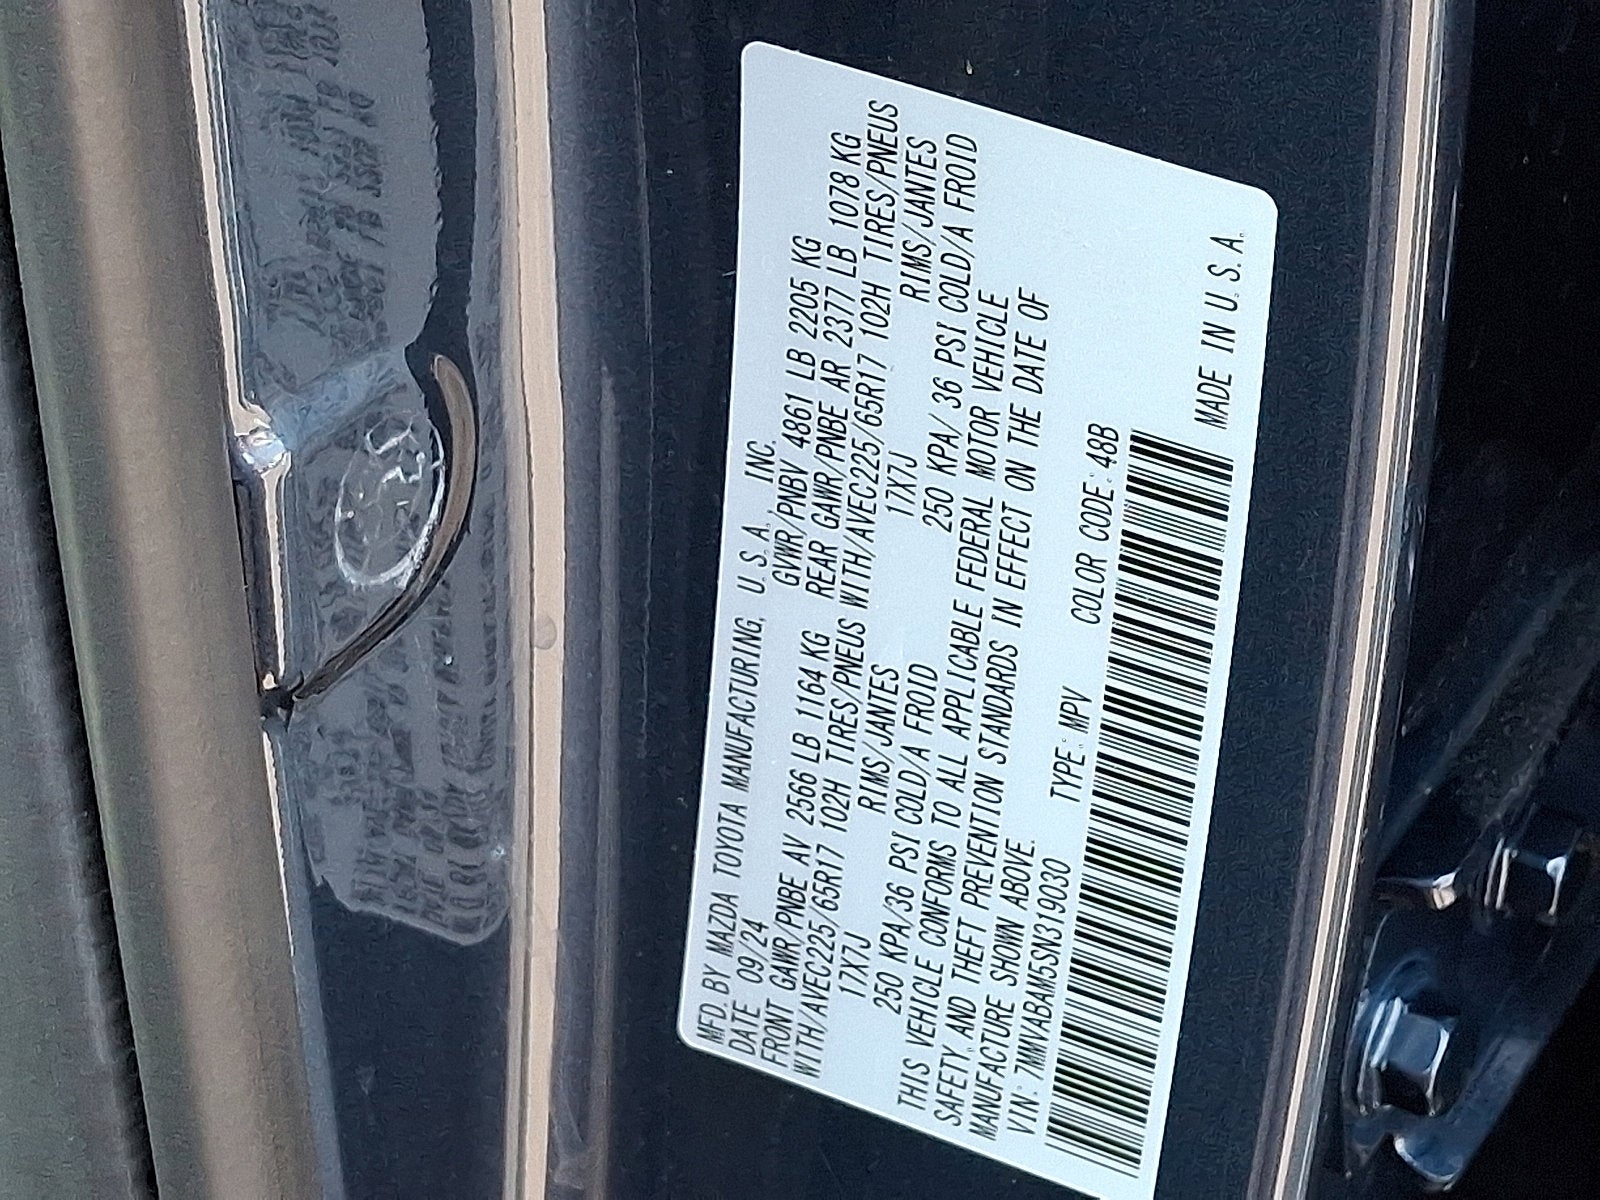 MFD. BY MAZDA TOYOTA MANUFACTURING, U.S.A., INC.
DATE 09/24 GVWR/PNBV 4861 LB 2205 KG
FRONT GAWR/PNBE AV 2566 LB 1164 KG REAR GAWR/PNBE AR 2377 LB 1078 KG
WITH/AVEC225/65R17 102H TIRES/PNEUS WITH/AVEC225/65R17 102H TIRES/PNEUS
17X7J RIMS/JANTES 17X7J RIMS/JANTES
250 KPA/36 PSI COLD/A FROID 250 KPA/ 36 PSI COLD/A FROID
THIS VEHICLE CONFORMS TO ALL APPLICABLE FEDERAL MOTOR VEHICLE
SAFETY, AND THEFT PREVENTION STANDARDS IN EFFECT ON THE DATE OF
MANUFACTURE SHOWN ABOVE.
VIN: 7MMVABAM5SN319030 TYPE: MPV COLOR CODE: 48B
MADE IN U.S.A.